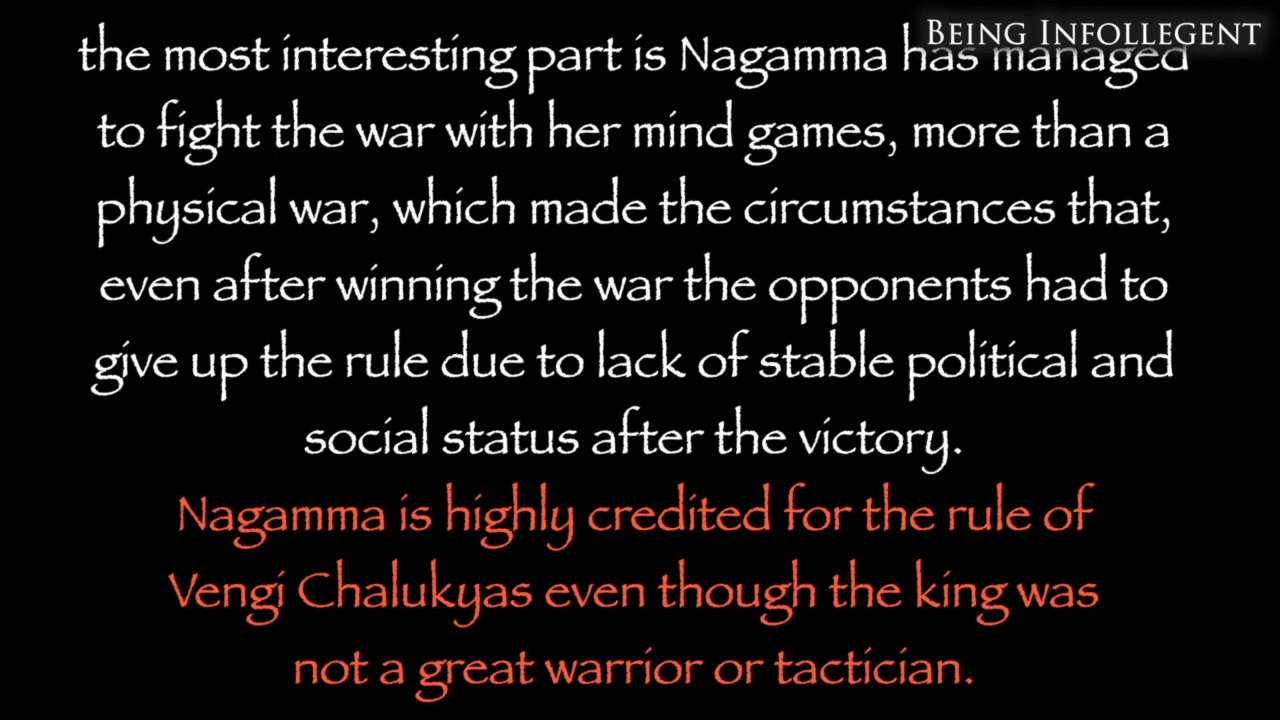 BEING INFOLLEGENT
the most interesting part is Nagamma has managed
to fight the war with her mind games, more than a
physical war, which made the circumstances that,
even after winning the war the opponents had to
give up the rule due to lack of stable political and
social status after the victory.
Nagamma is highly credited for the rule of
Vengi Chalukyas even though the king was
not a great warrior or tactician.